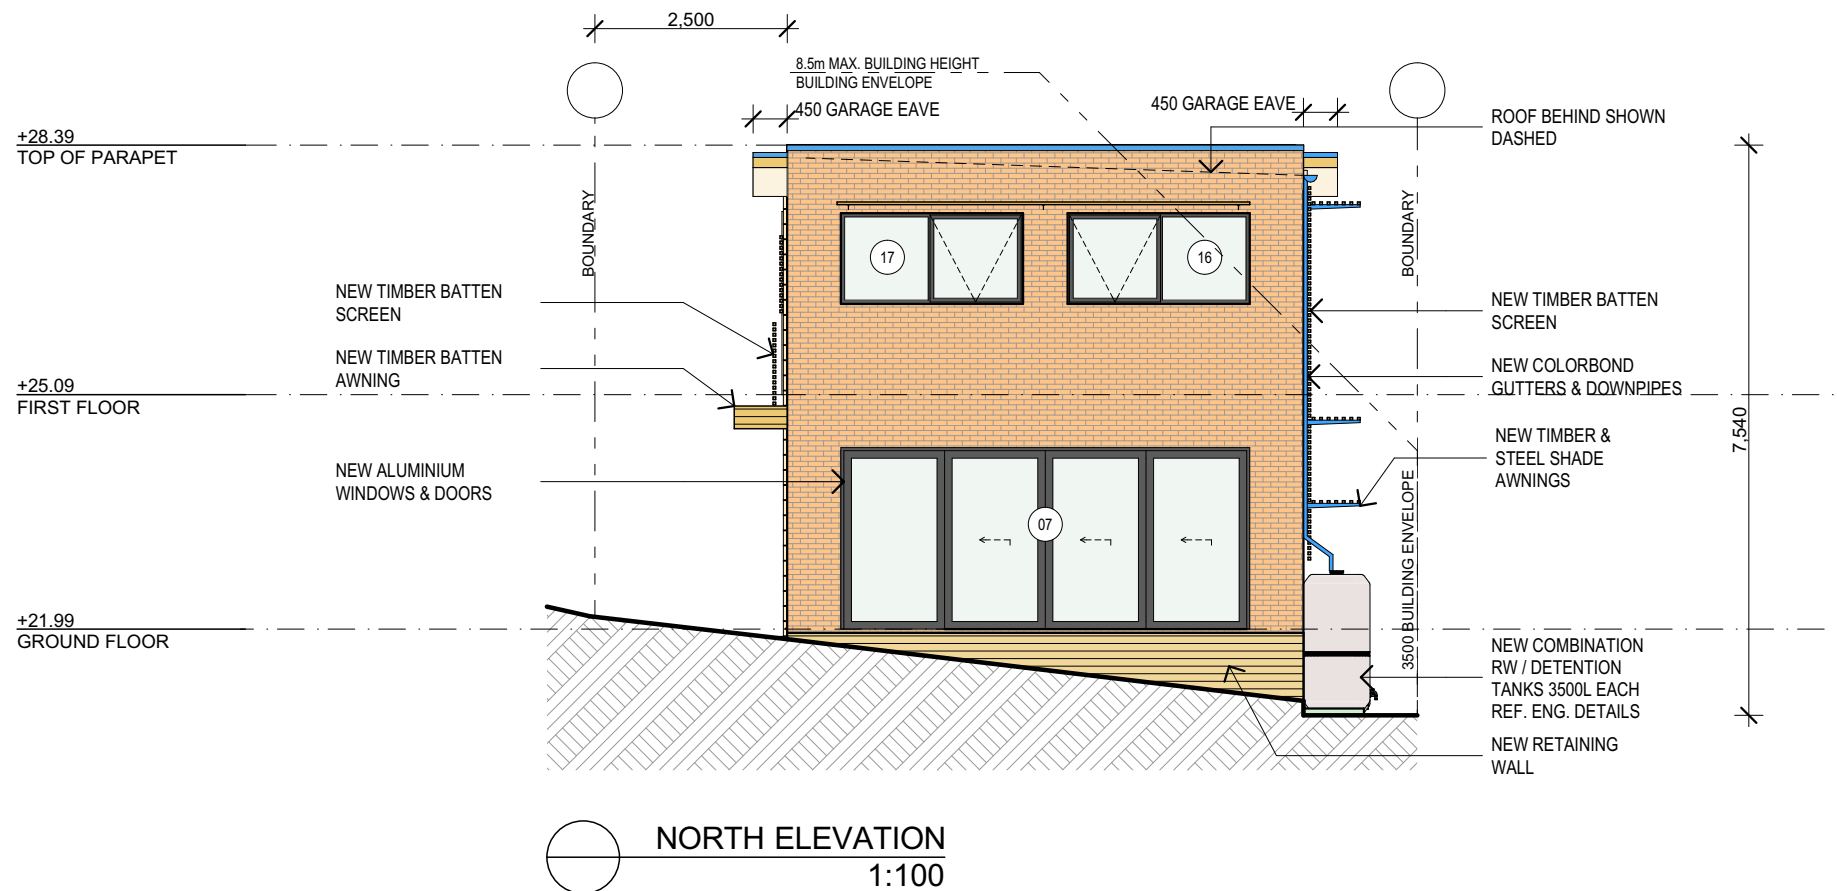 2,500
8.5m MAX. BUILDING HEIGHT
BUILDING ENVELOPE
450 GARAGE EAVE
450 GARAGE EAVE
ROOF BEHIND SHOWN
DASHED
+28.39
TOP OF PARAPET
BOUNDARY
BOUNDARY
17
16
NEW TIMBER BATTEN
SCREEN
NEW TIMBER BATTEN
AWNING
NEW TIMBER BATTEN
SCREEN
NEW COLORBOND
GUTTERS & DOWNPIPES
+25.09
FIRST FLOOR
7,540
NEW ALUMINIUM
WINDOWS & DOORS
NEW TIMBER &
STEEL SHADE
AWNINGS
07
3500 BUILDING ENVELOPE
+21.99
GROUND FLOOR
NEW COMBINATION
RW / DETENTION
TANKS 3500L EACH
REF. ENG. DETAILS
NEW RETAINING
WALL
NORTH ELEVATION
1:100